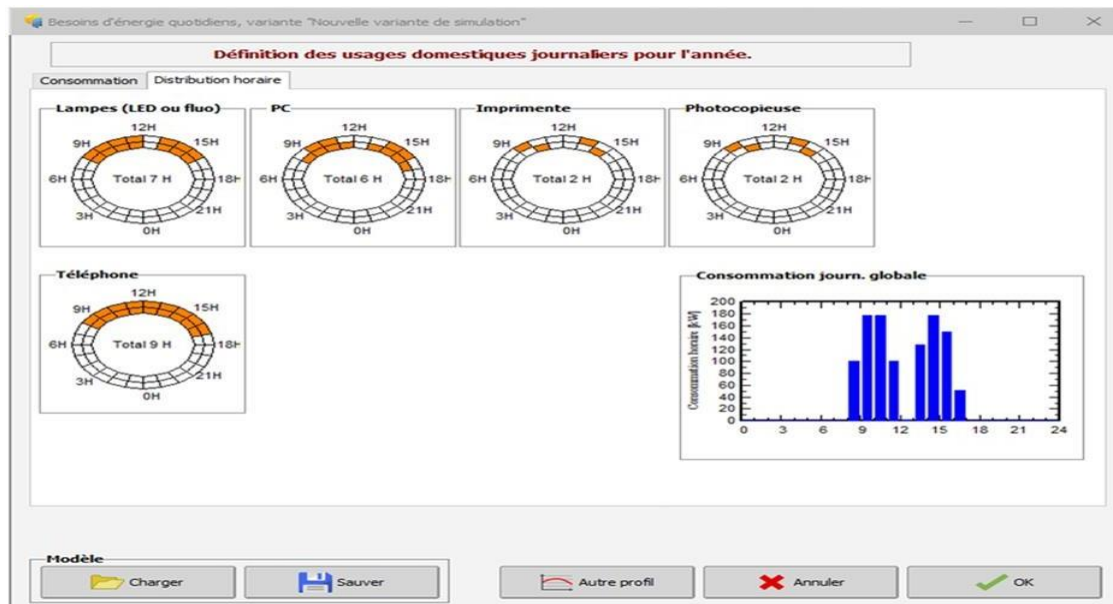 Besoins d'énergie quotidiens, variante "Nouvelle variante de simulation"
Définition des usages domestiques journaliers pour l'année.
Consommation Distribution horaire
Lampes (LED ou fluo)
12H
9H 15H
6H Total 7 H 18H
3H 21H
0H
PC
12H
9H 15H
6H Total 6 H 18H
3H 21H
0H
Imprimente
12H
9H 15H
6H Total 2 H 18H
3H 21H
0H
Photocopieuse
12H
9H 15H
6H Total 2 H 18H
3H 21H
0H
Téléphone
12H
9H 15H
6H Total 9 H 18H
3H 21H
0H
Consommation journ. globale
Consommation horaire [kW]
200
180
160
140
120
100
80
60
40
20
0
0 3 6 9 12 15 18 21 24
Modèle
Charger Sauver Autre profil Annuler OK